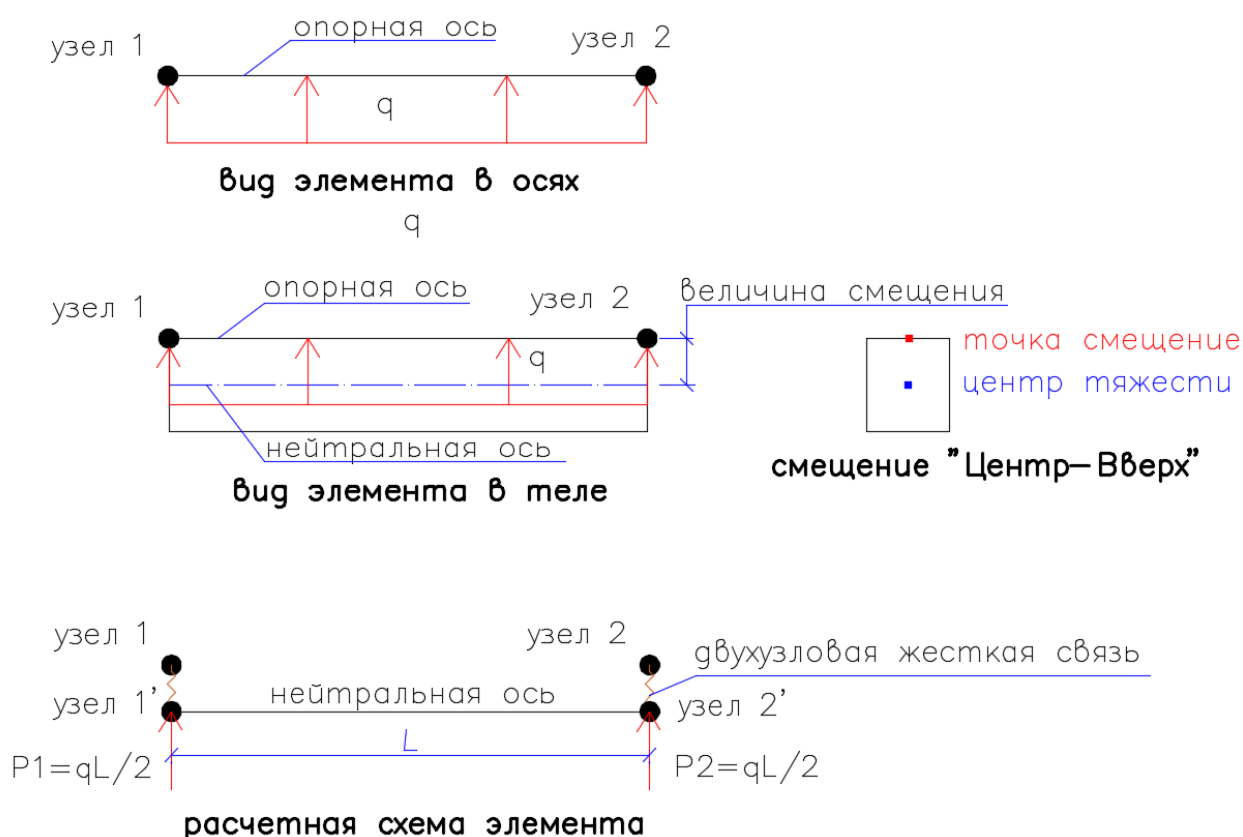 опорная ось
узел 1
узел 2
q
вид элемента в осях
q
опорная ось
узел 1
узел 2
величина смещения
q
точка смещение
центр тяжести
нейтральная ось
вид элемента в теле
смещение "Центр-Вверх"
узел 1
узел 2
двухузловая жесткая связь
узел 1'
нейтральная ось
узел 2'
L
P1=qL/2
P2=qL/2
расчетная схема элемента